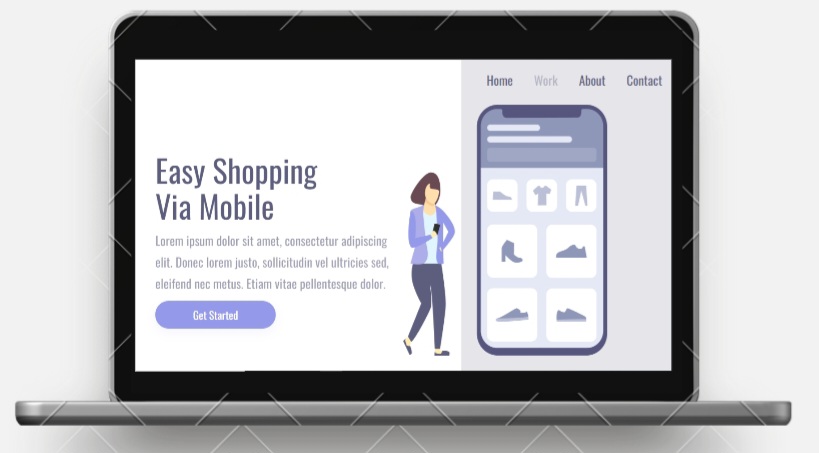 Home Work About Contact
Easy Shopping
Via Mobile
Lorem ipsum dolor sit amet, consectetur adipiscing
elit. Donec lorem justo, sollicitudin vel ultricies sed,
eleifend nec metus. Etiam vitae pellentesque dolor.
Get Started